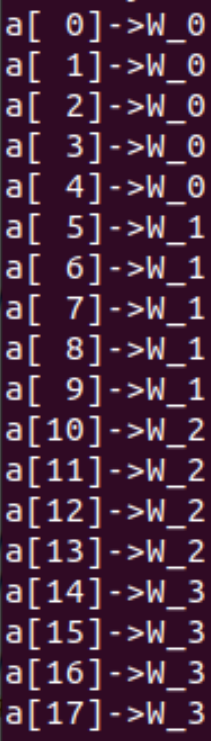 a[ 0]->W_0
a[ 1]->W_0
a[ 2]->W_0
a[ 3]->W_0
a[ 4]->W_0
a[ 5]->W_1
a[ 6]->W_1
a[ 7]->W_1
a[ 8]->W_1
a[ 9]->W_1
a[10]->W_2
a[11]->W_2
a[12]->W_2
a[13]->W_2
a[14]->W_3
a[15]->W_3
a[16]->W_3
a[17]->W_3